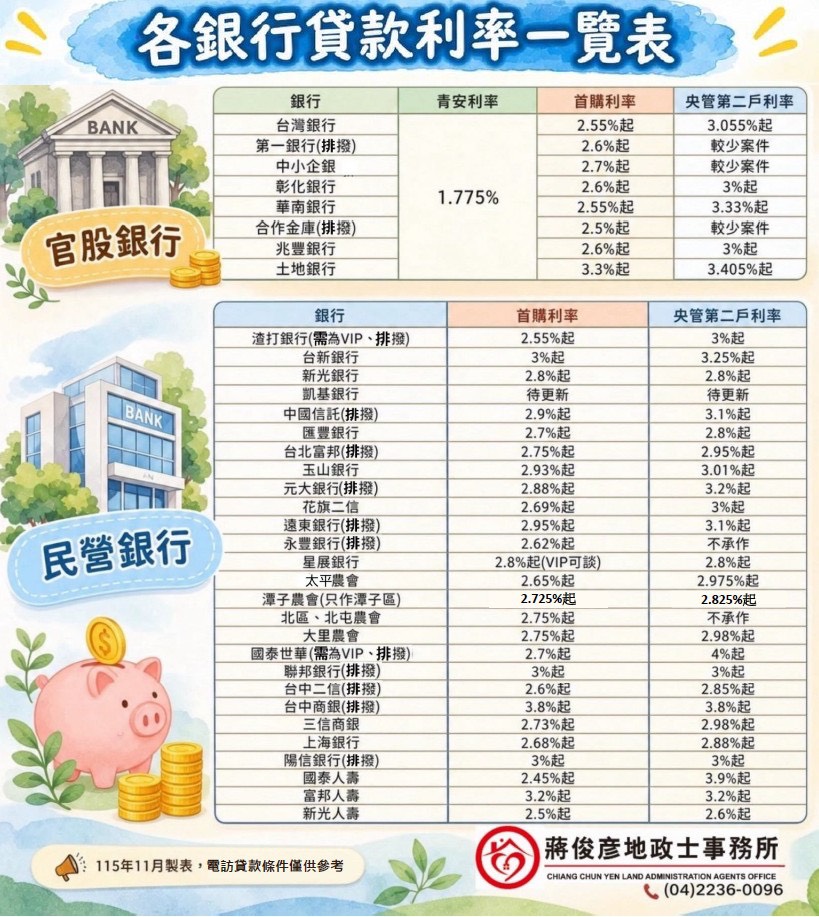 各銀行貸款利率一覽表
BANK
官股銀行
銀行 青安利率 首購利率 央管第二戶利率
台灣銀行 1.775% 2.55%起 3.055%起
第一銀行(排撥) 2.6%起 較少案件
中小企銀 2.7%起 較少案件
彰化銀行 2.6%起 3%起
華南銀行 2.55%起 3.33%起
合作金庫(排撥) 2.5%起 較少案件
兆豐銀行 2.6%起 3%起
土地銀行 3.3%起 3.405%起
BANK
民營銀行
銀行 首購利率 央管第二戶利率
渣打銀行(需為VIP、排撥) 2.55%起 3%起
台新銀行 3%起 3.25%起
新光銀行 2.8%起 2.8%起
凱基銀行 待更新 待更新
中國信託(排撥) 2.9%起 3.1%起
匯豐銀行 2.7%起 2.8%起
台北富邦(排撥) 2.75%起 2.95%起
玉山銀行 2.93%起 3.01%起
元大銀行(排撥) 2.88%起 3.2%起
花旗二信 2.69%起 3%起
遠東銀行(排撥) 2.95%起 3.1%起
永豐銀行(排撥) 2.62%起 不承作
星展銀行 2.8%起(VIP可談) 2.8%起
太平農會 2.65%起 2.975%起
潭子農會(只作潭子區) 2.725%起 2.825%起
北區、北屯農會 2.75%起 不承作
大里農會 2.75%起 2.98%起
國泰世華(需為VIP、排撥) 2.7%起 4%起
聯邦銀行(排撥) 3%起 3%起
台中二信(排撥) 2.6%起 2.85%起
台中商銀(排撥) 3.8%起 3.8%起
三信商銀 2.73%起 2.98%起
上海銀行 2.68%起 2.88%起
陽信銀行(排撥) 3%起 3%起
國泰人壽 2.45%起 3.9%起
富邦人壽 3.2%起 3.2%起
新光人壽 2.5%起 2.6%起
115年11月製表，電訪貸款條件僅供參考
蔣俊彦地政士事務所
CHIANG CHUN YEN LAND ADMINISTRATION AGENTS OFFICE
(04)2236-0096